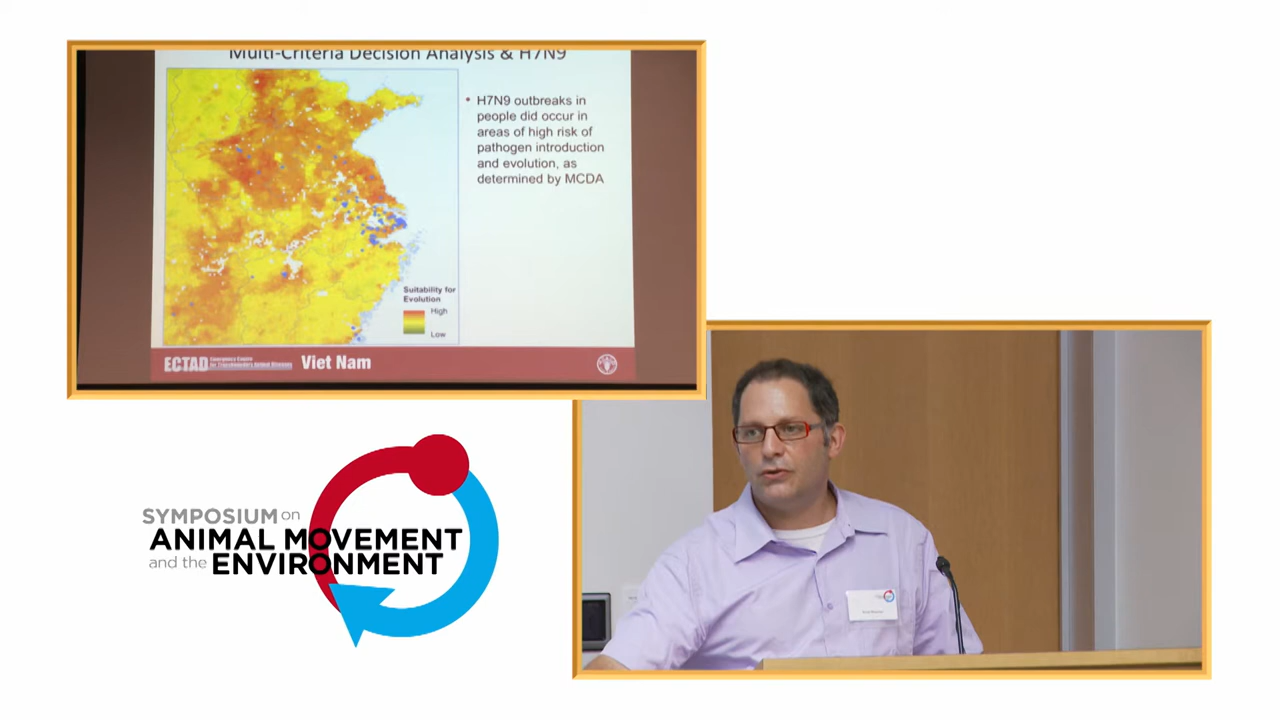 Multi-Criteria Decision Analysis & H7N9
• H7N9 outbreaks in
people did occur in
areas of high risk of
pathogen introduction
and evolution, as
determined by MCDA
Suitability for
Evolution
High
Low
ECTAD
Viet Nam
SYMPOSIUM on
ANIMAL MOVEMENT
and the ENVIRONMENT